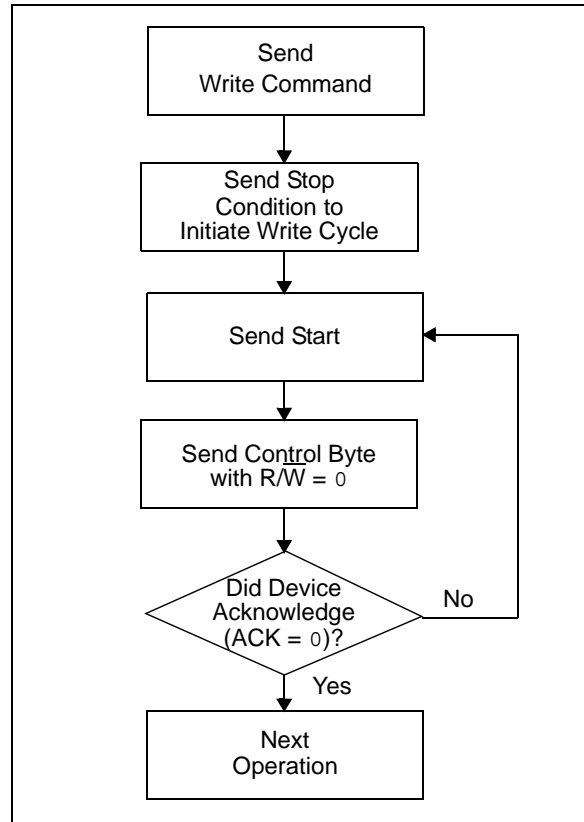 Send
Write Command
Send Stop
Condition to
Initiate Write Cycle
Send Start
Send Control Byte
with R/W̅ = 0
Did Device
Acknowledge
(ACK = 0)?
No
Yes
Next
Operation